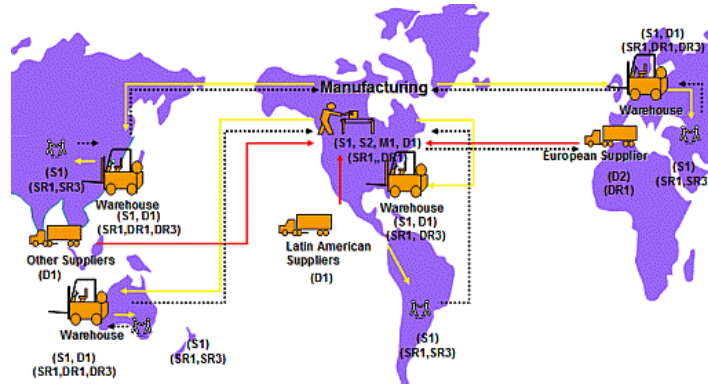 (S1, D1)
(SR1,DR1,DR3)
Manufacturing
Warehouse
(S1, S2, M1, D1)
(SR1,,DR1)
European Supplier
(S1)
(SR1,SR3)
(S1)
(SR1,SR3)
(D2)
(DR1)
Warehouse
(S1, D1)
(SR1,DR1,DR3)
Warehouse
(S1, D1)
(SR1, DR3)
Other Suppliers
(D1)
Latin American
Suppliers
(D1)
Warehouse
(S1)
(SR1,SR3)
(S1)
(SR1,SR3)
(S1, D1)
(SR1,DR1,DR3)